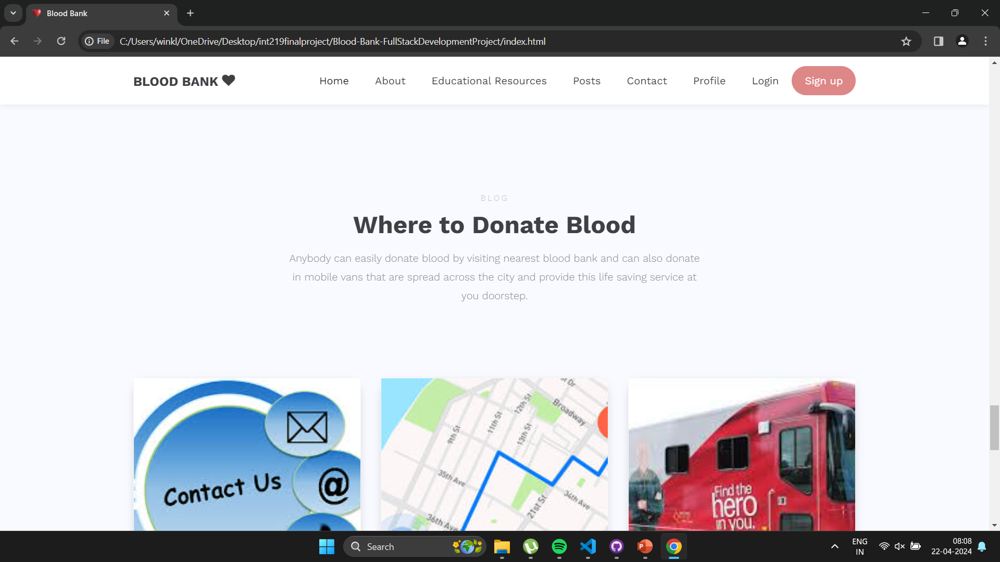 Blood Bank
File
C:/Users/winkl/OneDrive/Desktop/int219finalproject/Blood-Bank-FullStackDevelopmentProject/index.html
BLOOD BANK
Home About Educational Resources Posts Contact Profile Login Sign up
BLOG
Where to Donate Blood
Anybody can easily donate blood by visiting nearest blood bank and can also donate
in mobile vans that are spread across the city and provide this life saving service at
you doorstep.
Contact Us
@
st Dr
Broadway
12th St
11th St
13th St
9th St
35th Ave
34th Ave
21st St
36th Ave
Find the
hero
in you.
Search
P
ENG
IN
08:08
22-04-2024